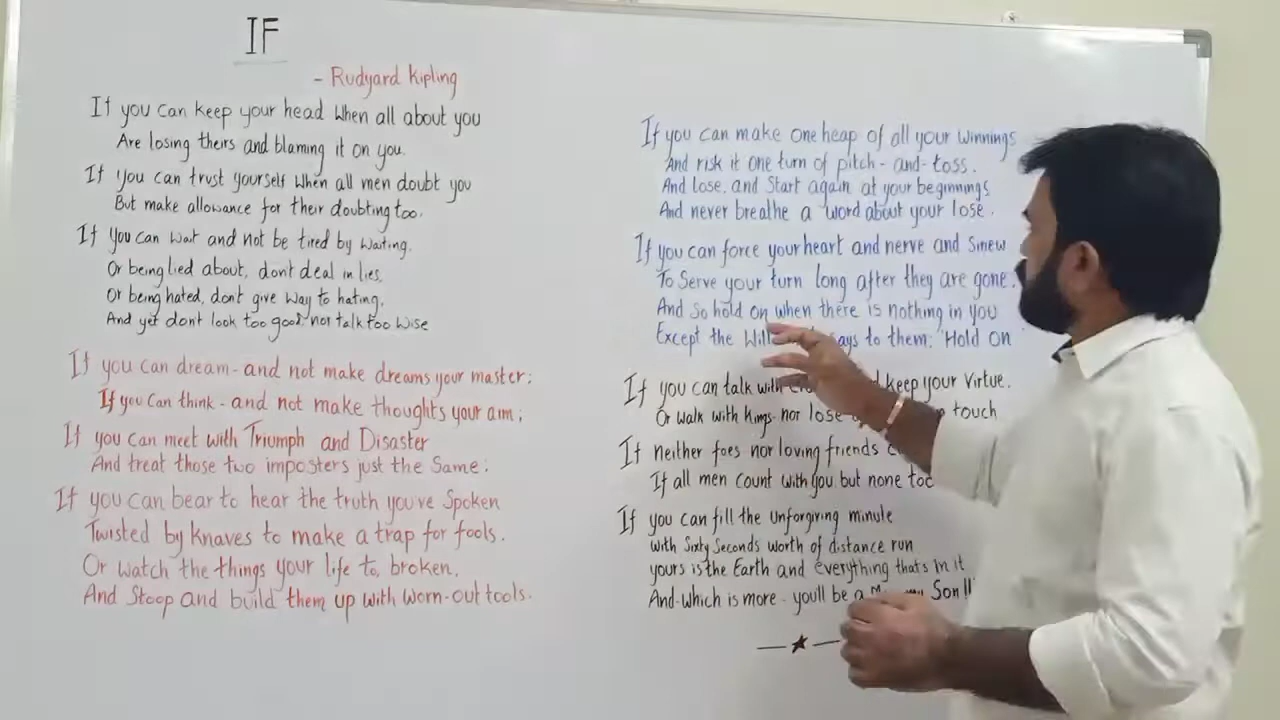 IF
- Rudyard Kipling
If you can keep your head When all about you
Are losing theirs and blaming it on you.
If you can trust yourself When all men doubt you
But make allowance for their doubting too.
If you can wait and not be tired by waiting.
Or being lied about, dont deal in lies,
Or being hated, don't give way to hating,
And yet dont look too good, nor talk too wise
If you can dream - and not make dreams your master;
If you can think - and not make thoughts your aim;
If you can meet with Triumph and Disaster
And treat those two imposters just the Same:
If you can bear to hear the truth you've Spoken
Twisted by knaves to make a trap for fools.
Or watch the things your life to, broken,
And Stoop and build them up with worn-out tools.
If you can make one heap of all your winnings
And risk it one turn of pitch - and - toss.
And lose, and Start again at your beginnings
And never breathe a word about your lose.
If you can force your heart and nerve and Sinew
To Serve your turn long after they are gone.
And so hold on when there is nothing in you
Except the Will ays to them: "Hold on
If you can talk with keep your Virtue.
Or walk with Kings- nor lose touch
If neither foes nor loving friends
If all men count with you, but none too
If you can fill the Unforgiving minute
with Sixty Seconds worth of distance run
yours is the Earth and everything thats in it
And-which is more - youll be a Son!!